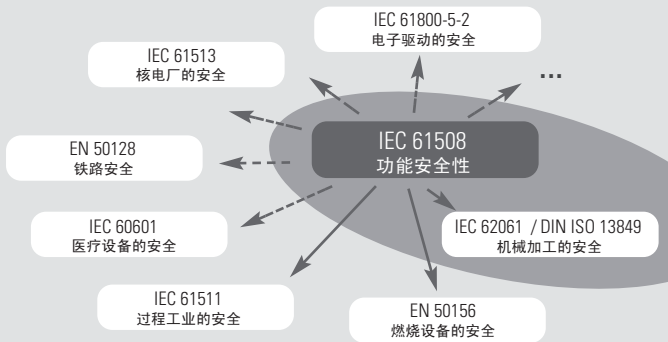 IEC 61800-5-2
电子驱动的安全
IEC 61513
核电厂的安全
...
IEC 61508
功能安全性
EN 50128
铁路安全
IEC 60601
医疗设备的安全
IEC 62061 / DIN ISO 13849
机械加工的安全
IEC 61511
过程工业的安全
EN 50156
燃烧设备的安全